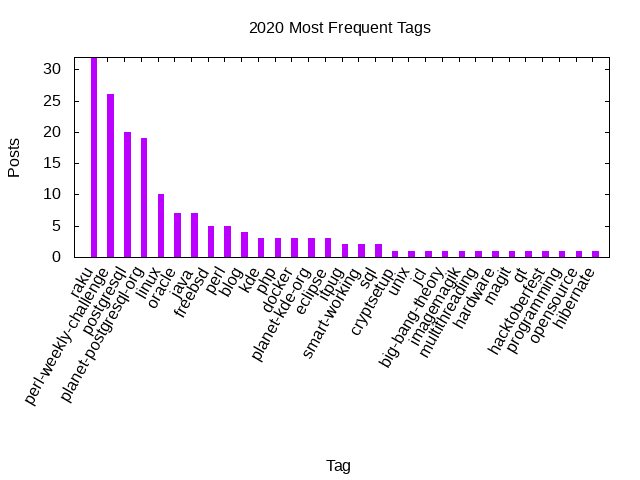 2020 Most Frequent Tags
Posts
30
25
20
15
10
5
0
raku
perl-weekly-challenge
postgresql
planet-postgresql-org
linux
oracle
java
freebsd
perl
blog
kde
php
docker
planet-kde-org
eclipse
itpug
smart-working
sql
cryptsetup
unix
jcl
big-bang-theory
imagemagik
multithreading
hardware
magit
qt
hacktoberfest
programming
opensource
hibernate
Tag